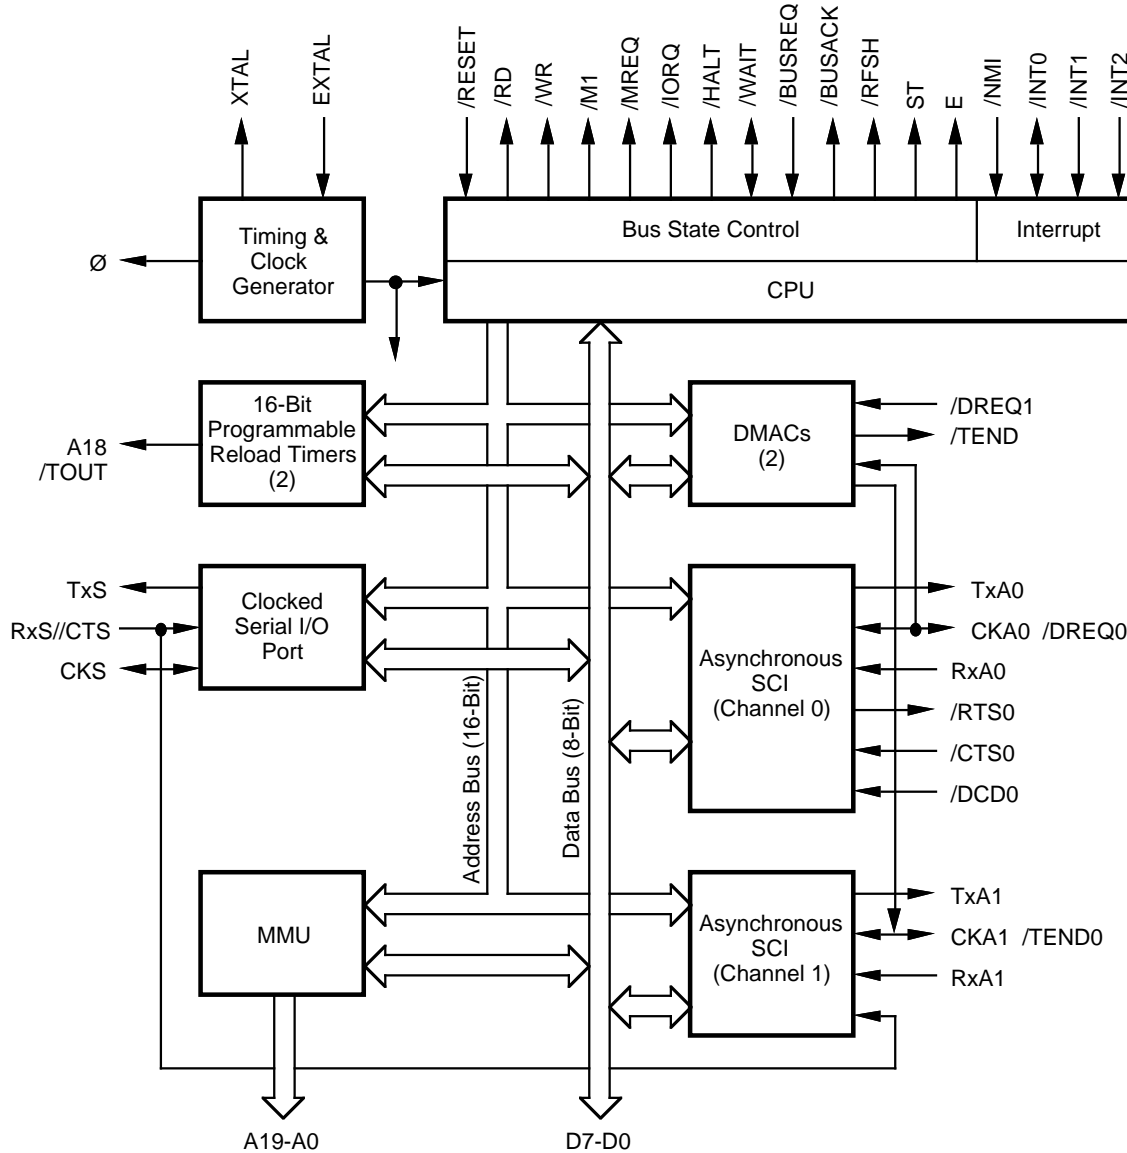 XTAL
EXTAL
/RESET
/RD
/WR
/M1
/MREQ
/IORQ
/HALT
/WAIT
/BUSREQ
/BUSACK
/RFSH
ST
E
/NMI
/INT0
/INT1
/INT2
Timing &
Clock
Generator
Ø
Bus State Control
Interrupt
CPU
16-Bit
Programmable
Reload Timers
(2)
A18
/TOUT
DMACs
(2)
/DREQ1
/TEND
TxS
RxS//CTS
CKS
Clocked
Serial I/O
Port
Address Bus (16-Bit)
Data Bus (8-Bit)
Asynchronous
SCI
(Channel 0)
TxA0
CKA0 /DREQ0
RxA0
/RTS0
/CTS0
/DCD0
MMU
Asynchronous
SCI
(Channel 1)
TxA1
CKA1 /TEND0
RxA1
A19-A0
D7-D0